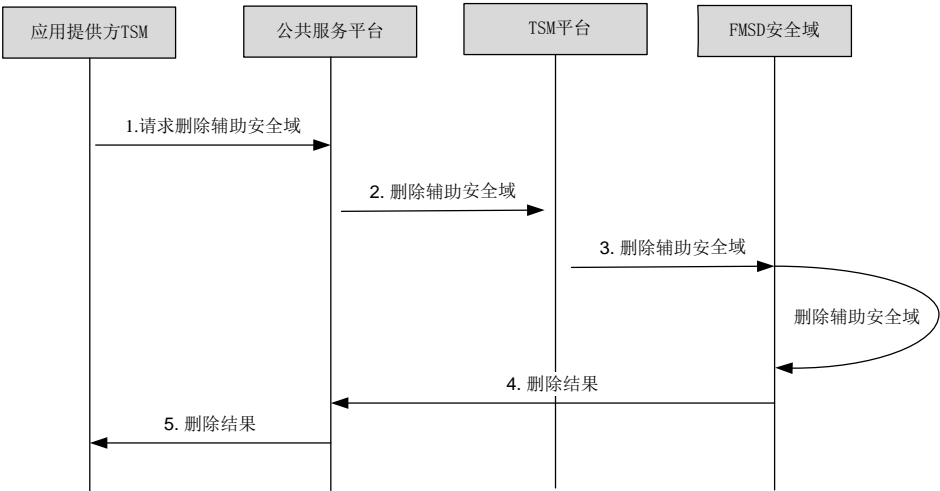 应用提供方TSM
公共服务平台
TSM平台
FMSD安全域
1.请求删除辅助安全域
2. 删除辅助安全域
3. 删除辅助安全域
删除辅助安全域
4. 删除结果
5. 删除结果